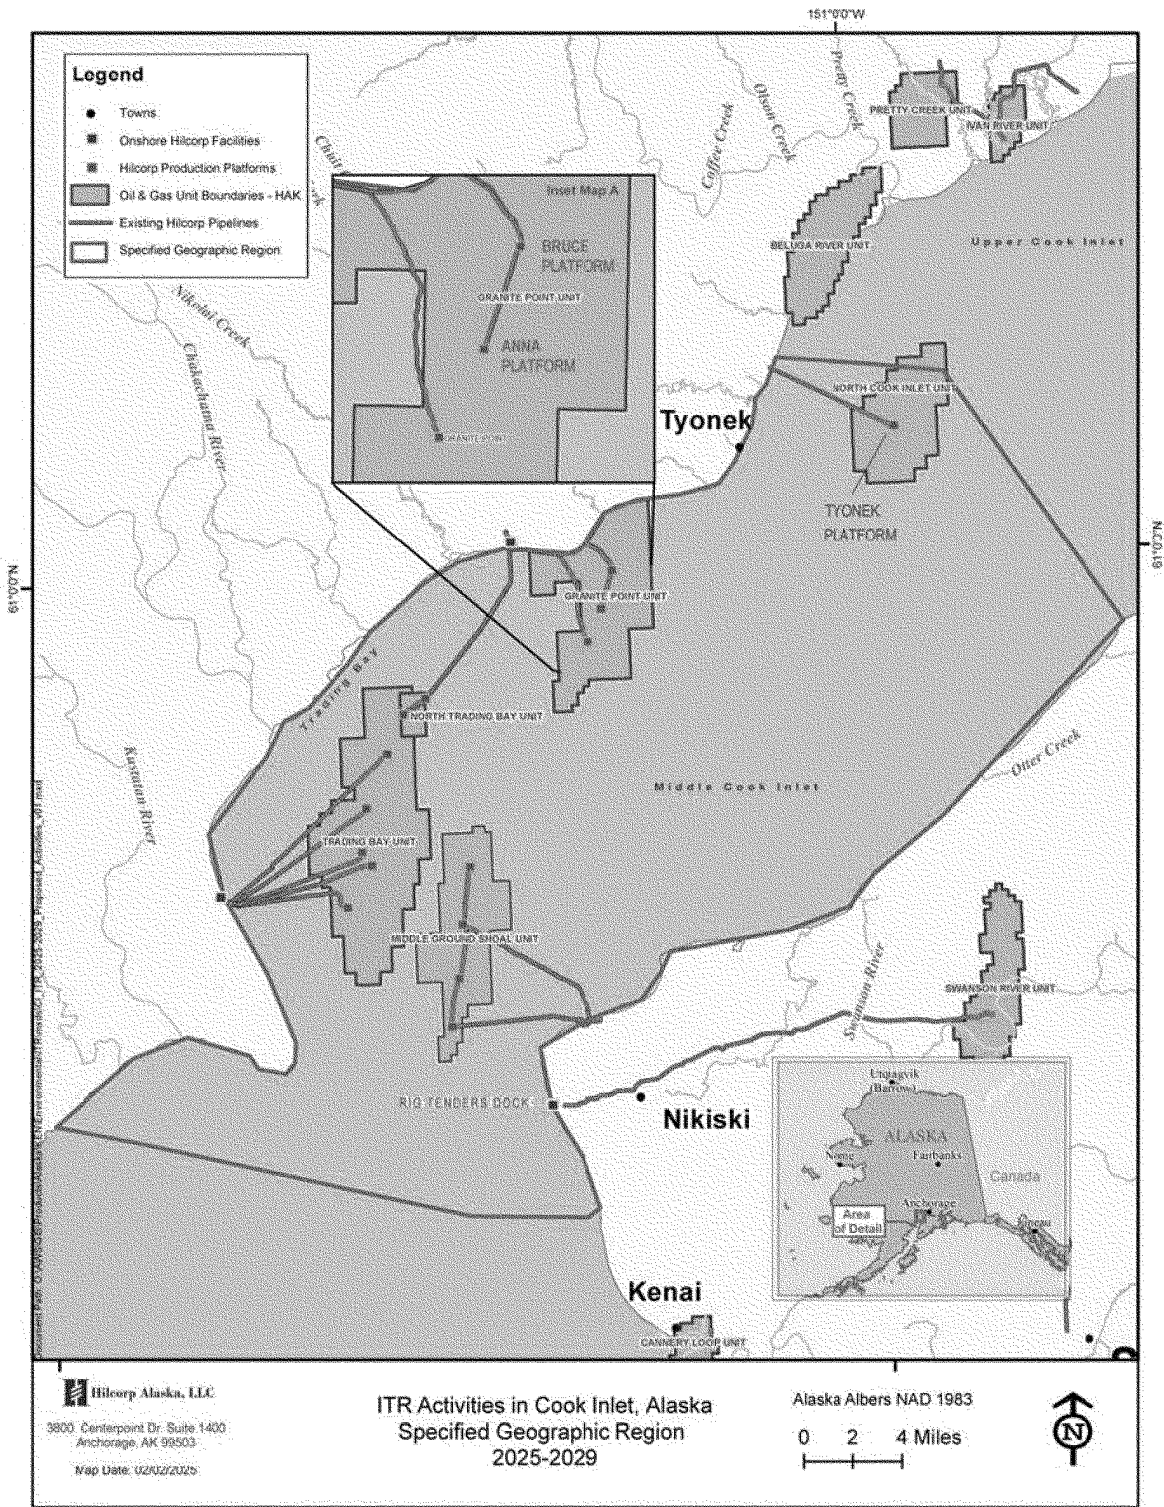 151°0'0"W
Legend
Towns
Onshore Hilcorp Facilities
Hilcorp Production Platforms
Oil & Gas Unit Boundaries - HAK
Existing Hilcorp Pipelines
Specified Geographic Region
Coffee Creek
Olson Creek
Pretty Creek
PRETTY CREEK UNIT
IVAN RIVER UNIT
Inset Map A
BRUCE
PLATFORM
GRANITE POINT UNIT
ANNA
PLATFORM
GRANITE POINT
BELUGA RIVER UNIT
Upper Cook Inlet
Nikolai Creek
Chakachatna River
NORTH COOK INLET UNIT
Tyonek
TYONEK
PLATFORM
61°0'0"N
61°0'0"N
GRANITE POINT UNIT
Trading Bay
NORTH TRADING BAY UNIT
Otter Creek
Kustatan River
Middle Cook Inlet
TRADING BAY UNIT
MIDDLE GROUND SHOAL UNIT
Swanson River
SWANSON RIVER UNIT
RIG TENDERS DOCK
Nikiski
Utqiagvik
(Barrow)
ALASKA
Nome
Fairbanks
Canada
Anchorage
Area
of Detail
Juneau
Kenai
CANNERY LOOP UNIT
Hilcorp Alaska, LLC
3800 Centerpoint Dr. Suite 1400
Anchorage, AK 99503
Map Date: 02/02/2025
ITR Activities in Cook Inlet, Alaska
Specified Geographic Region
2025-2029
Alaska Albers NAD 1983
0 2 4 Miles
N